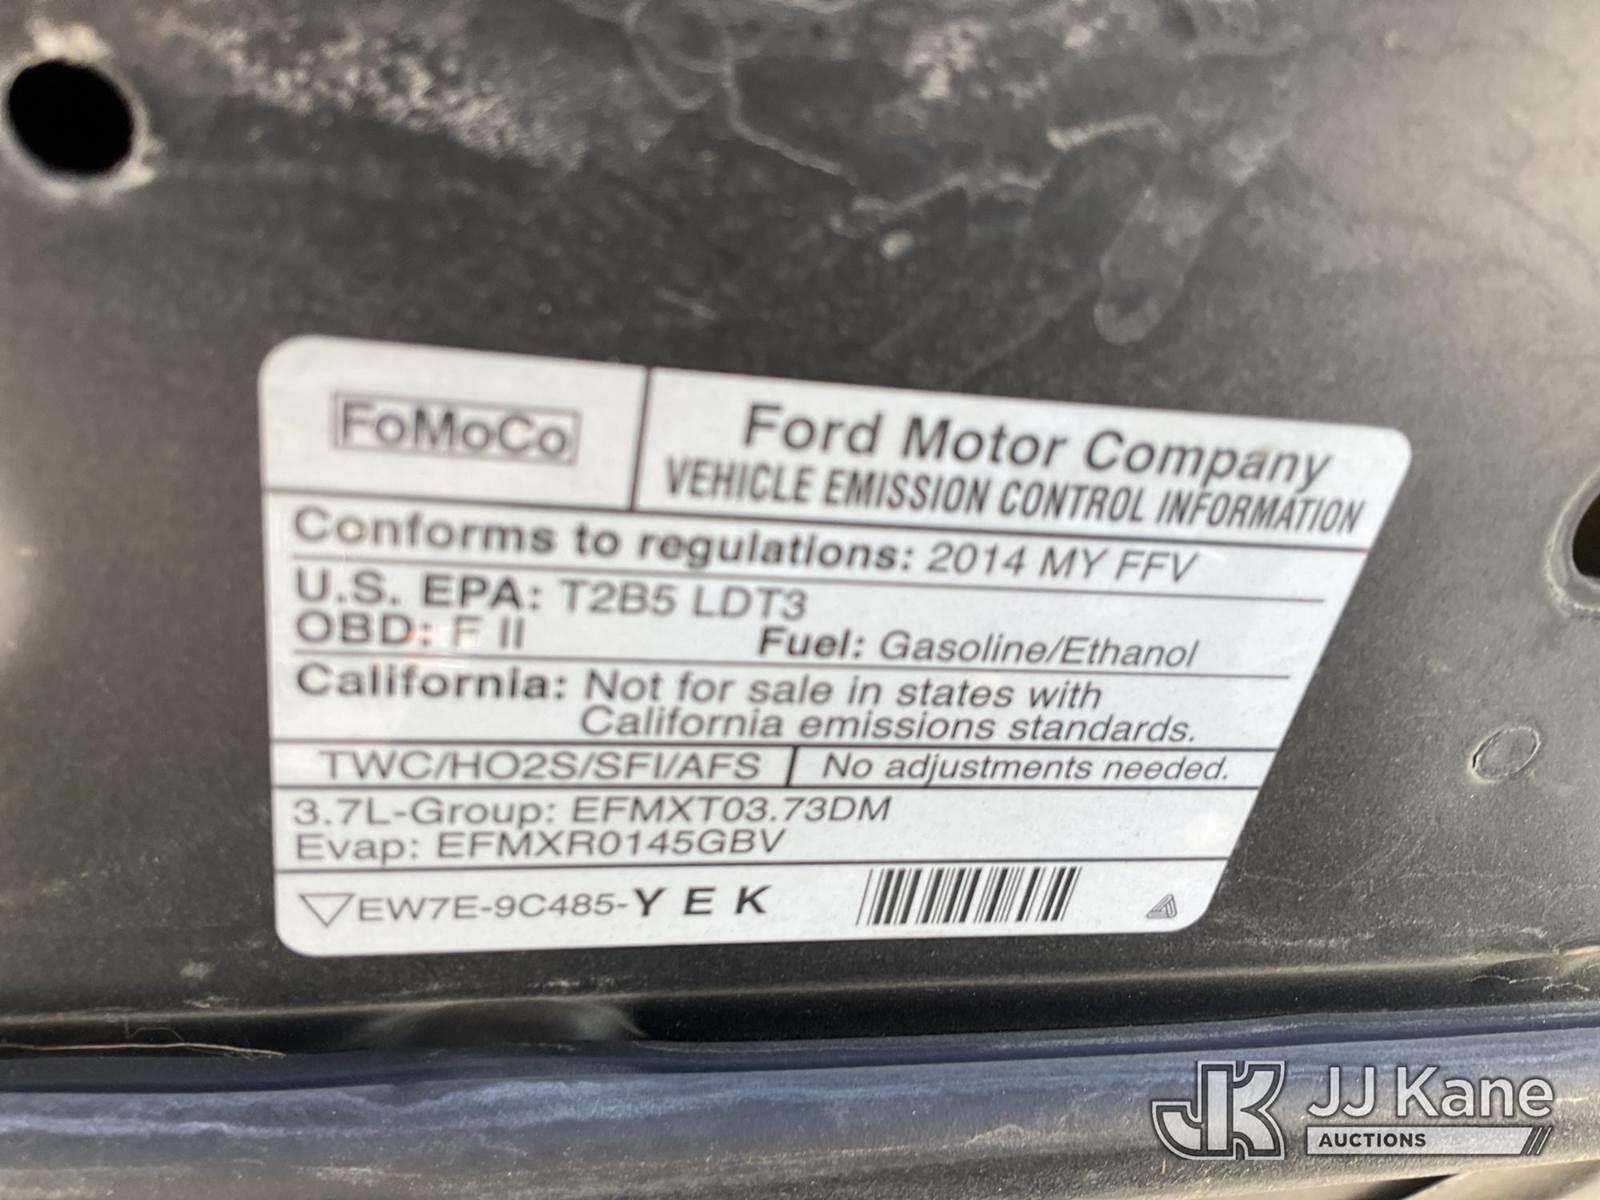 FoMoCo
Ford Motor Company
VEHICLE EMISSION CONTROL INFORMATION
Conforms to regulations: 2014 MY FFV
U.S. EPA: T2B5 LDT3
OBD: F II Fuel: Gasoline/Ethanol
California: Not for sale in states with
California emissions standards.
TWC/HO2S/SFI/AFS No adjustments needed.
3.7L-Group: EFMXT03.73DM
Evap: EFMXR0145GBV
EW7E-9C485-YEK
JK JJ Kane
AUCTIONS